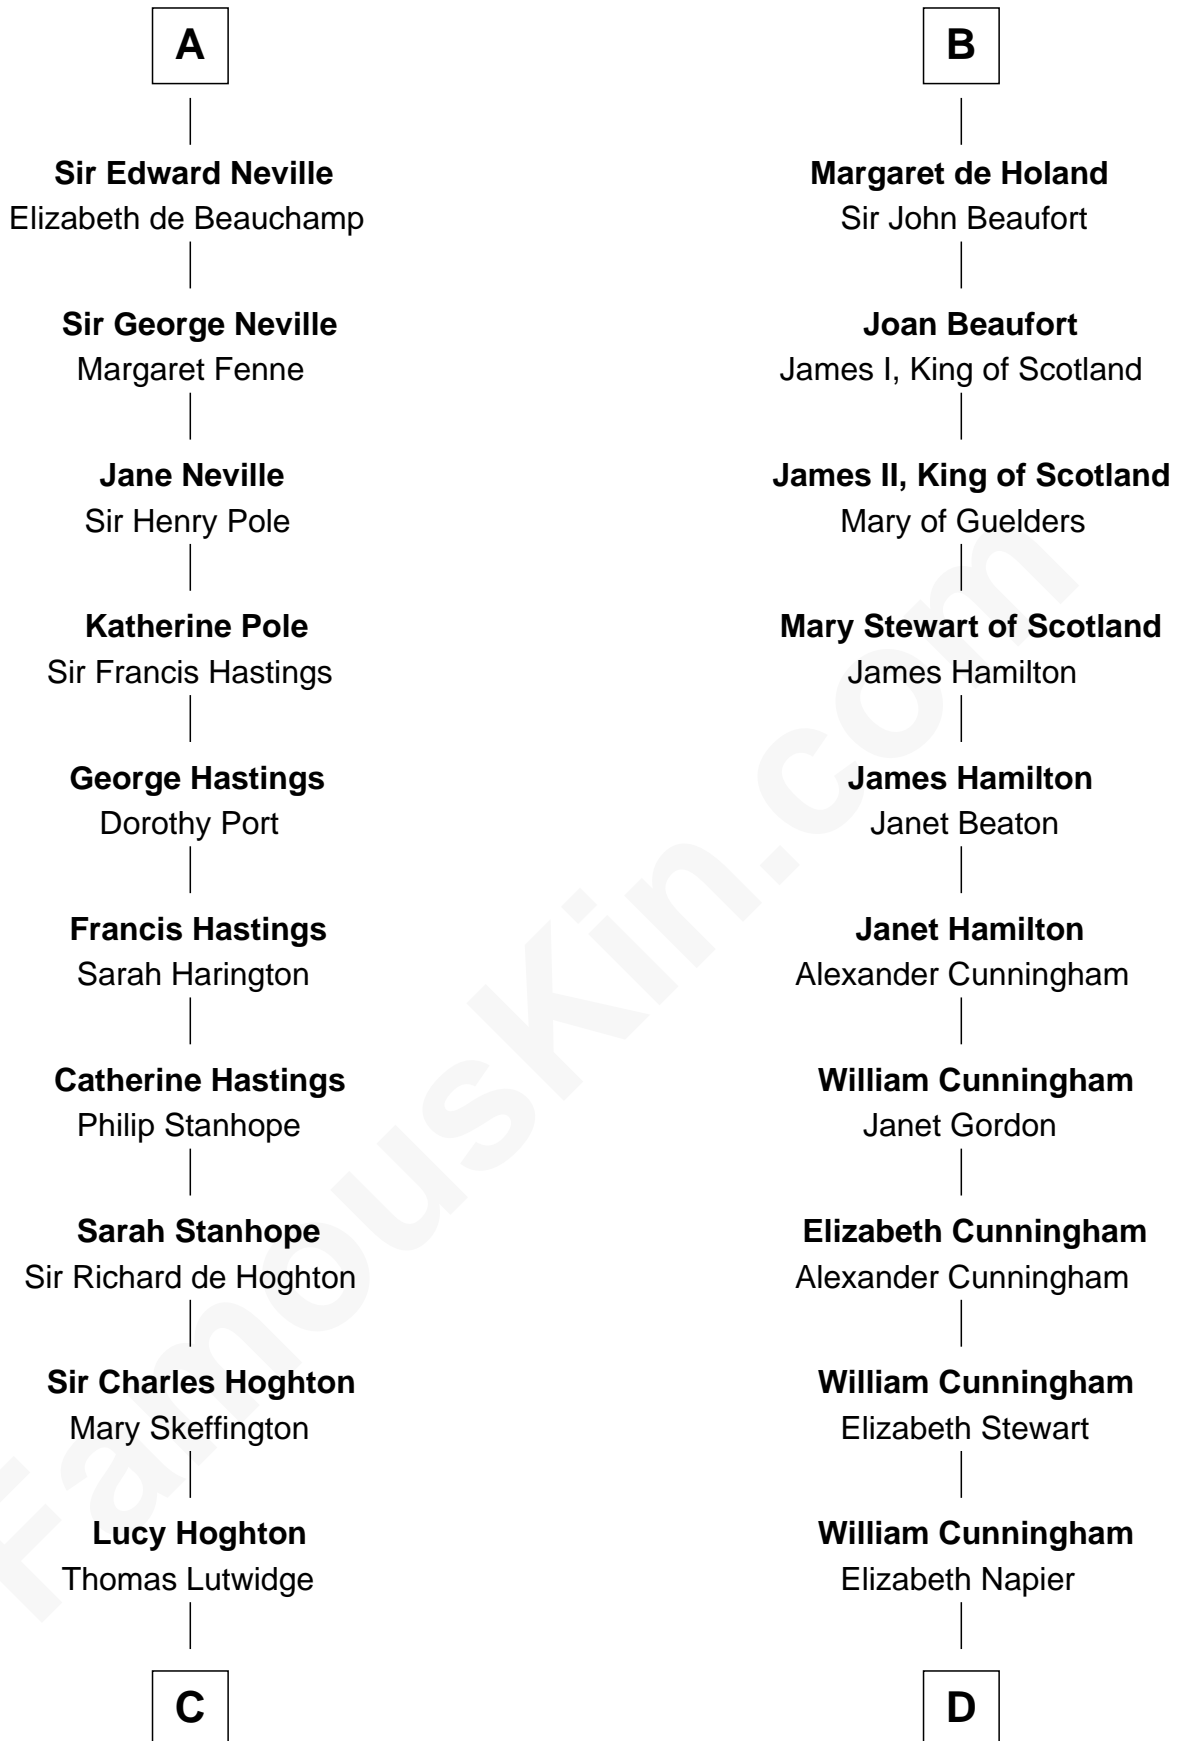 A
Sir Edward Neville
Elizabeth de Beauchamp
Sir George Neville
Margaret Fenne
Jane Neville
Sir Henry Pole
Katherine Pole
Sir Francis Hastings
George Hastings
Dorothy Port
Francis Hastings
Sarah Harington
Catherine Hastings
Philip Stanhope
Sarah Stanhope
Sir Richard de Hoghton
Sir Charles Hoghton
Mary Skeffington
Lucy Hoghton
Thomas Lutwidge
C
B
Margaret de Holand
Sir John Beaufort
Joan Beaufort
James I, King of Scotland
James II, King of Scotland
Mary of Guelders
Mary Stewart of Scotland
James Hamilton
James Hamilton
Janet Beaton
Janet Hamilton
Alexander Cunningham
William Cunningham
Janet Gordon
Elizabeth Cunningham
Alexander Cunningham
William Cunningham
Elizabeth Stewart
William Cunningham
Elizabeth Napier
D
FamousKin.com